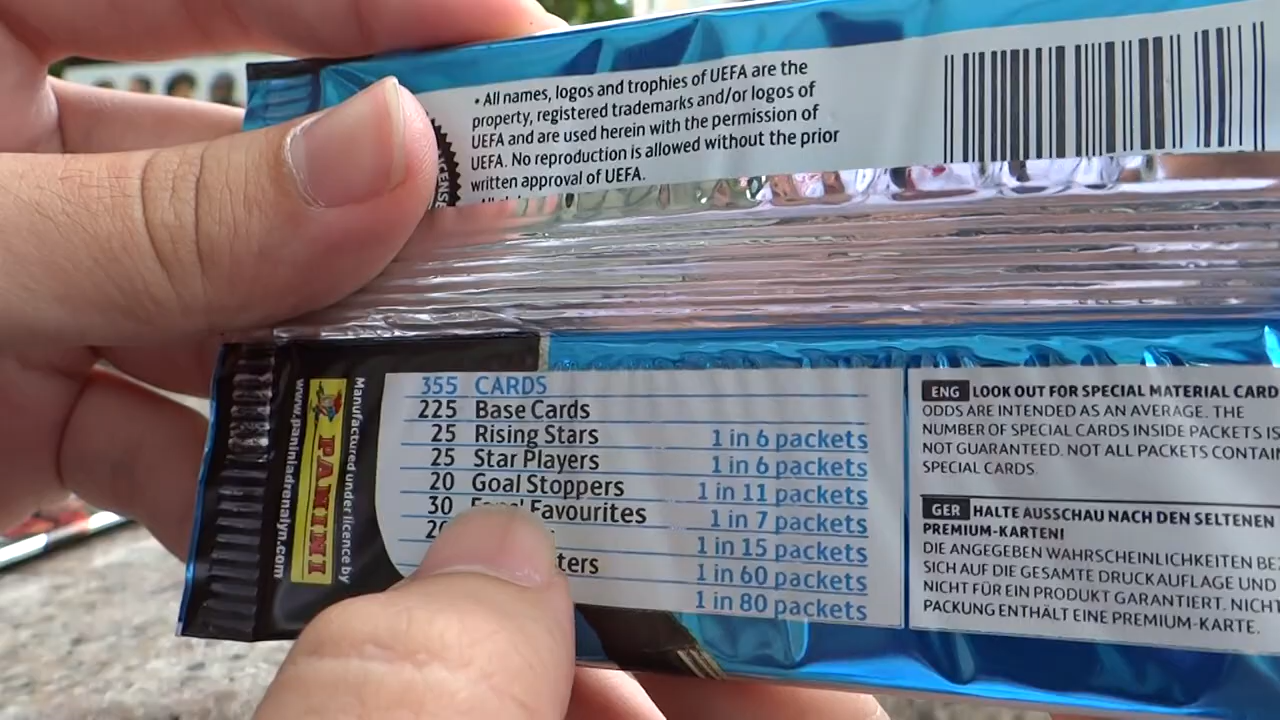 • All names, logos and trophies of UEFA are the
property, registered trademarks and/or logos of
UEFA and are used herein with the permission of
UEFA. No reproduction is allowed without the prior
written approval of UEFA.
355 CARDS
225 Base Cards
25 Rising Stars 1 in 6 packets
25 Star Players 1 in 6 packets
20 Goal Stoppers 1 in 11 packets
30 Favourites 1 in 7 packets
1 in 15 packets
1 in 60 packets
1 in 80 packets
ENG LOOK OUT FOR SPECIAL MATERIAL CARD
ODDS ARE INTENDED AS AN AVERAGE. THE
NUMBER OF SPECIAL CARDS INSIDE PACKETS IS
NOT GUARANTEED. NOT ALL PACKETS CONTAIN
SPECIAL CARDS.
GER HALTE AUSSCHAU NACH DEN SELTENEN
PREMIUM-KARTEN!
DIE ANGEGEBEN WAHRSCHEINLICHKEITEN BE
SICH AUF DIE GESAMTE DRUCKAUFLAGE UND
NICHT FÜR EIN PRODUKT GARANTIERT. NICHT
PACKUNG ENTHÄLT EINE PREMIUM-KARTE.
Manufactured under licence by
PANINI
www.paniniadrenalyn.com